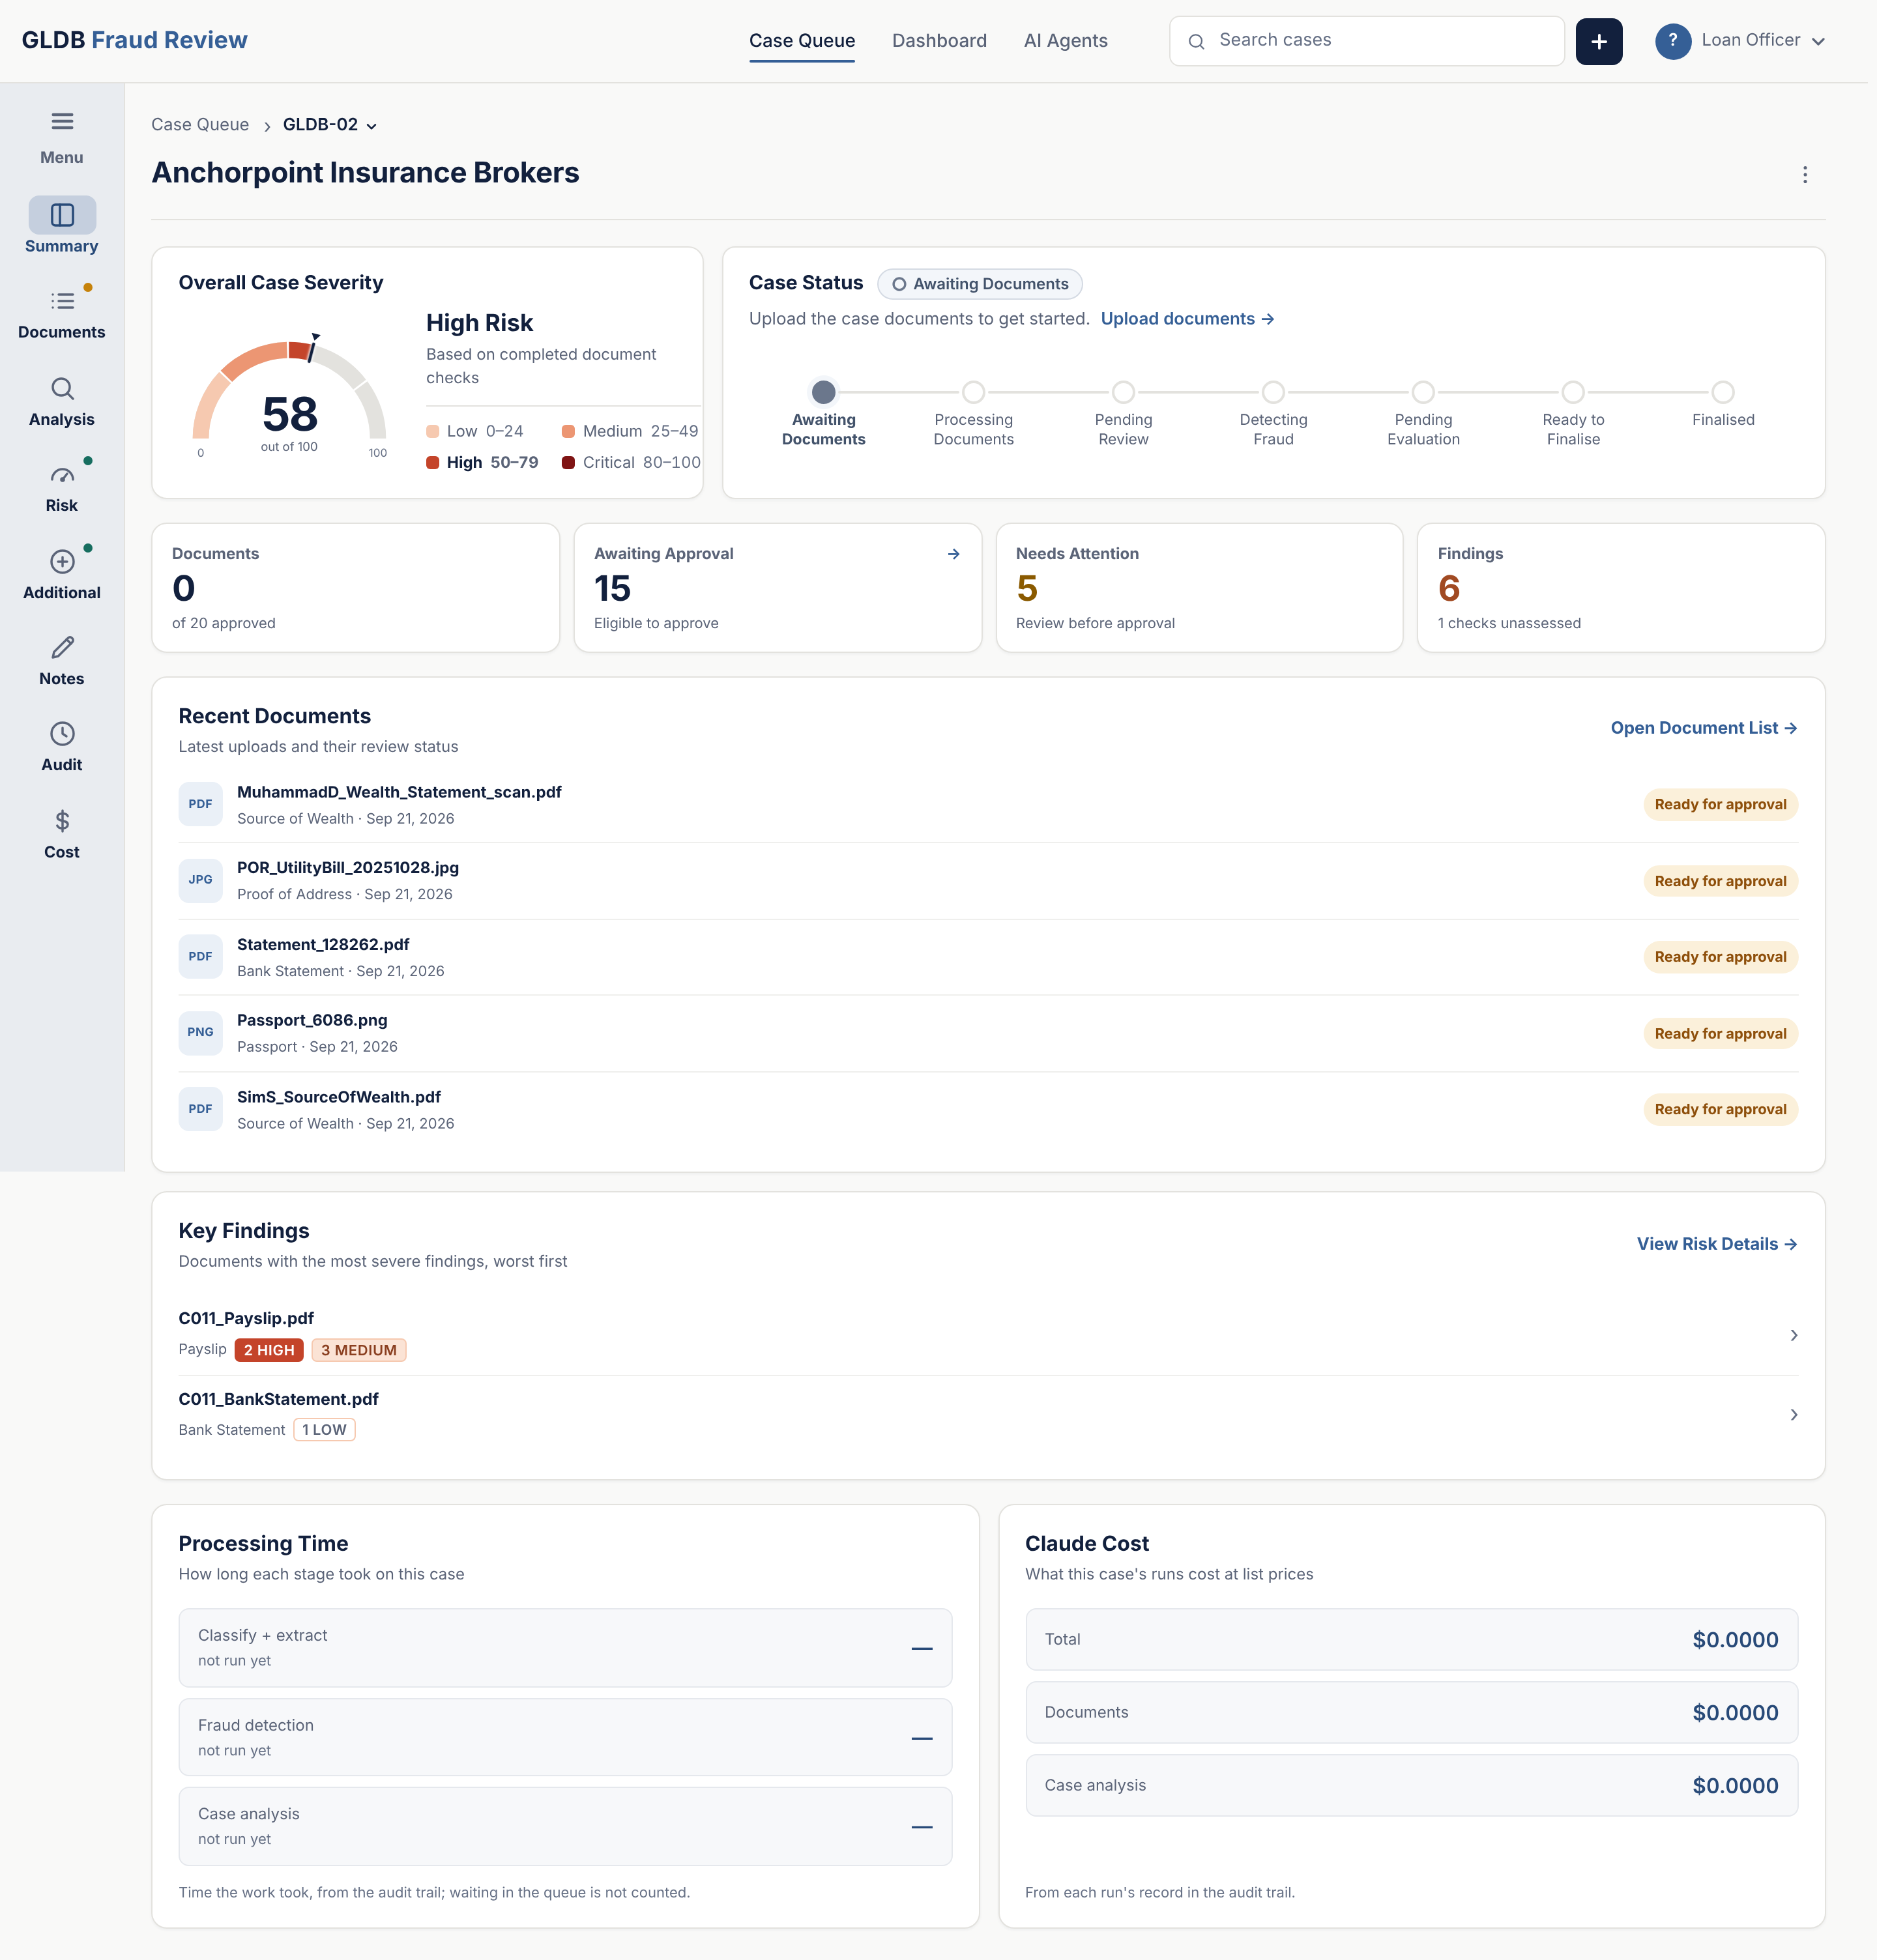 GLDB Fraud Review
Case Queue
Dashboard
AI Agents
Search cases
?
Loan Officer
Menu
Summary
Documents
Analysis
Risk
Additional
Notes
Audit
Cost
Case Queue › GLDB-02
Anchorpoint Insurance Brokers
Overall Case Severity
58
out of 100
0
100
High Risk
Based on completed document
checks
Low 0–24
Medium 25–49
High 50–79
Critical 80–100
Case Status
Awaiting Documents
Upload the case documents to get started. Upload documents →
Awaiting
Documents
Processing
Documents
Pending
Review
Detecting
Fraud
Pending
Evaluation
Ready to
Finalise
Finalised
Documents
0
of 20 approved
Awaiting Approval →
15
Eligible to approve
Needs Attention
5
Review before approval
Findings
6
1 checks unassessed
Recent Documents
Latest uploads and their review status
Open Document List →
PDF
MuhammadD_Wealth_Statement_scan.pdf
Source of Wealth · Sep 21, 2026
Ready for approval
JPG
POR_UtilityBill_20251028.jpg
Proof of Address · Sep 21, 2026
Ready for approval
PDF
Statement_128262.pdf
Bank Statement · Sep 21, 2026
Ready for approval
PNG
Passport_6086.png
Passport · Sep 21, 2026
Ready for approval
PDF
SimS_SourceOfWealth.pdf
Source of Wealth · Sep 21, 2026
Ready for approval
Key Findings
Documents with the most severe findings, worst first
View Risk Details →
C011_Payslip.pdf
Payslip 2 HIGH 3 MEDIUM
C011_BankStatement.pdf
Bank Statement 1 LOW
Processing Time
How long each stage took on this case
Classify + extract
not run yet
—
Fraud detection
not run yet
—
Case analysis
not run yet
—
Time the work took, from the audit trail; waiting in the queue is not counted.
Claude Cost
What this case's runs cost at list prices
Total $0.0000
Documents $0.0000
Case analysis $0.0000
From each run's record in the audit trail.